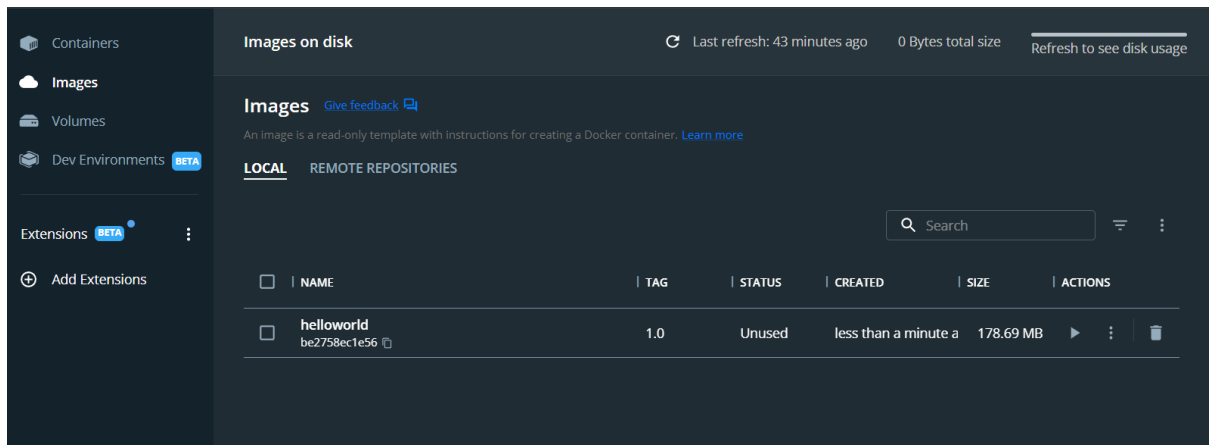 Containers
Images
Volumes
Dev Environments BETA
Extensions BETA
Add Extensions
Images on disk
Last refresh: 43 minutes ago
0 Bytes total size
Refresh to see disk usage
Images Give feedback
An image is a read-only template with instructions for creating a Docker container. Learn more
LOCAL REMOTE REPOSITORIES
Search
NAME TAG STATUS CREATED SIZE ACTIONS
helloworld 1.0 Unused less than a minute a 178.69 MB
be2758ec1e56